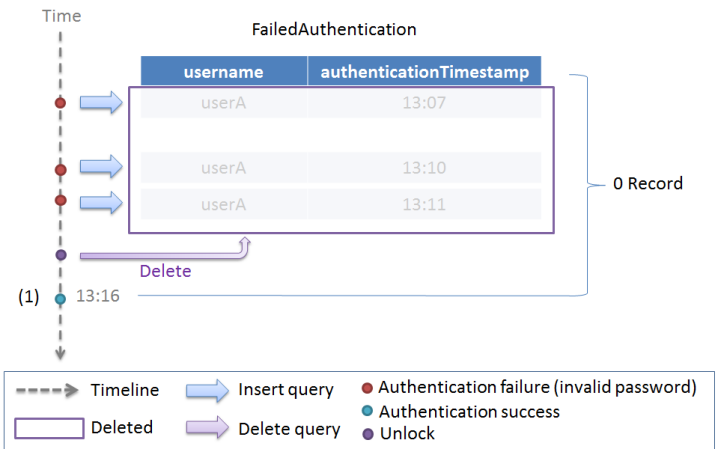 Time
FailedAuthentication
username authenticationTimestamp
userA 13:07
userA 13:10
userA 13:11
0 Record
Delete
(1) 13:16
Timeline Insert query Authentication failure (invalid password)
Authentication success
Deleted Delete query Unlock